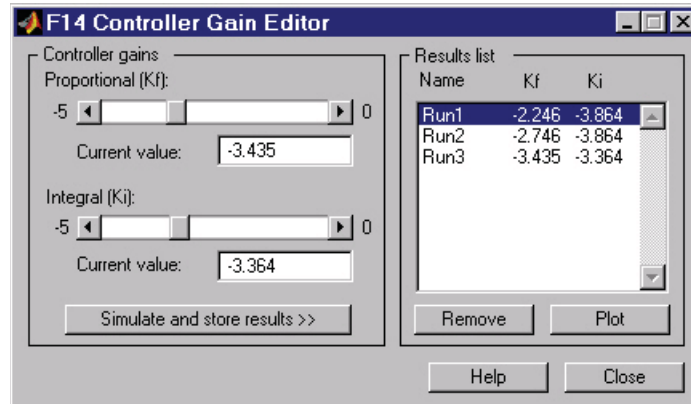 F14 Controller Gain Editor
Controller gains
Proportional (Kf):
-5 0
Current value: -3.435
Integral (Ki):
-5 0
Current value: -3.364
Simulate and store results >>
Results list
Name Kf Ki
Run1 -2.246 -3.864
Run2 -2.746 -3.864
Run3 -3.435 -3.364
Remove Plot
Help Close